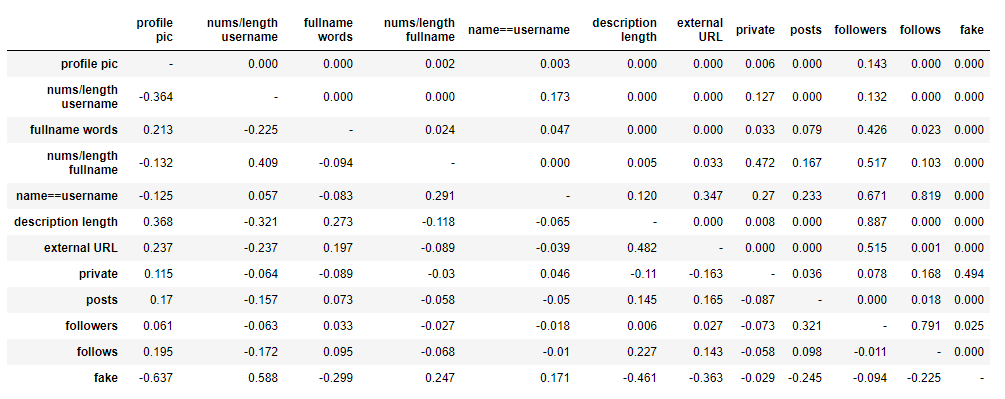 profile pic nums/length username fullname words nums/length fullname name==username description length external URL private posts followers follows fake
profile pic - 0.000 0.000 0.002 0.003 0.000 0.000 0.006 0.000 0.143 0.000 0.000
nums/length username -0.364 - 0.000 0.000 0.173 0.000 0.000 0.127 0.000 0.132 0.000 0.000
fullname words 0.213 -0.225 - 0.024 0.047 0.000 0.000 0.033 0.079 0.426 0.023 0.000
nums/length fullname -0.132 0.409 -0.094 - 0.000 0.005 0.033 0.472 0.167 0.517 0.103 0.000
name==username -0.125 0.057 -0.083 0.291 - 0.120 0.347 0.27 0.233 0.671 0.819 0.000
description length 0.368 -0.321 0.273 -0.118 -0.065 - 0.000 0.008 0.000 0.887 0.000 0.000
external URL 0.237 -0.237 0.197 -0.089 -0.039 0.482 - 0.000 0.000 0.515 0.001 0.000
private 0.115 -0.064 -0.089 -0.03 0.046 -0.11 -0.163 - 0.036 0.078 0.168 0.494
posts 0.17 -0.157 0.073 -0.058 -0.05 0.145 0.165 -0.087 - 0.000 0.018 0.000
followers 0.061 -0.063 0.033 -0.027 -0.018 0.006 0.027 -0.073 0.321 - 0.791 0.025
follows 0.195 -0.172 0.095 -0.068 -0.01 0.227 0.143 -0.058 0.098 -0.011 - 0.000
fake -0.637 0.588 -0.299 0.247 0.171 -0.461 -0.363 -0.029 -0.245 -0.094 -0.225 -